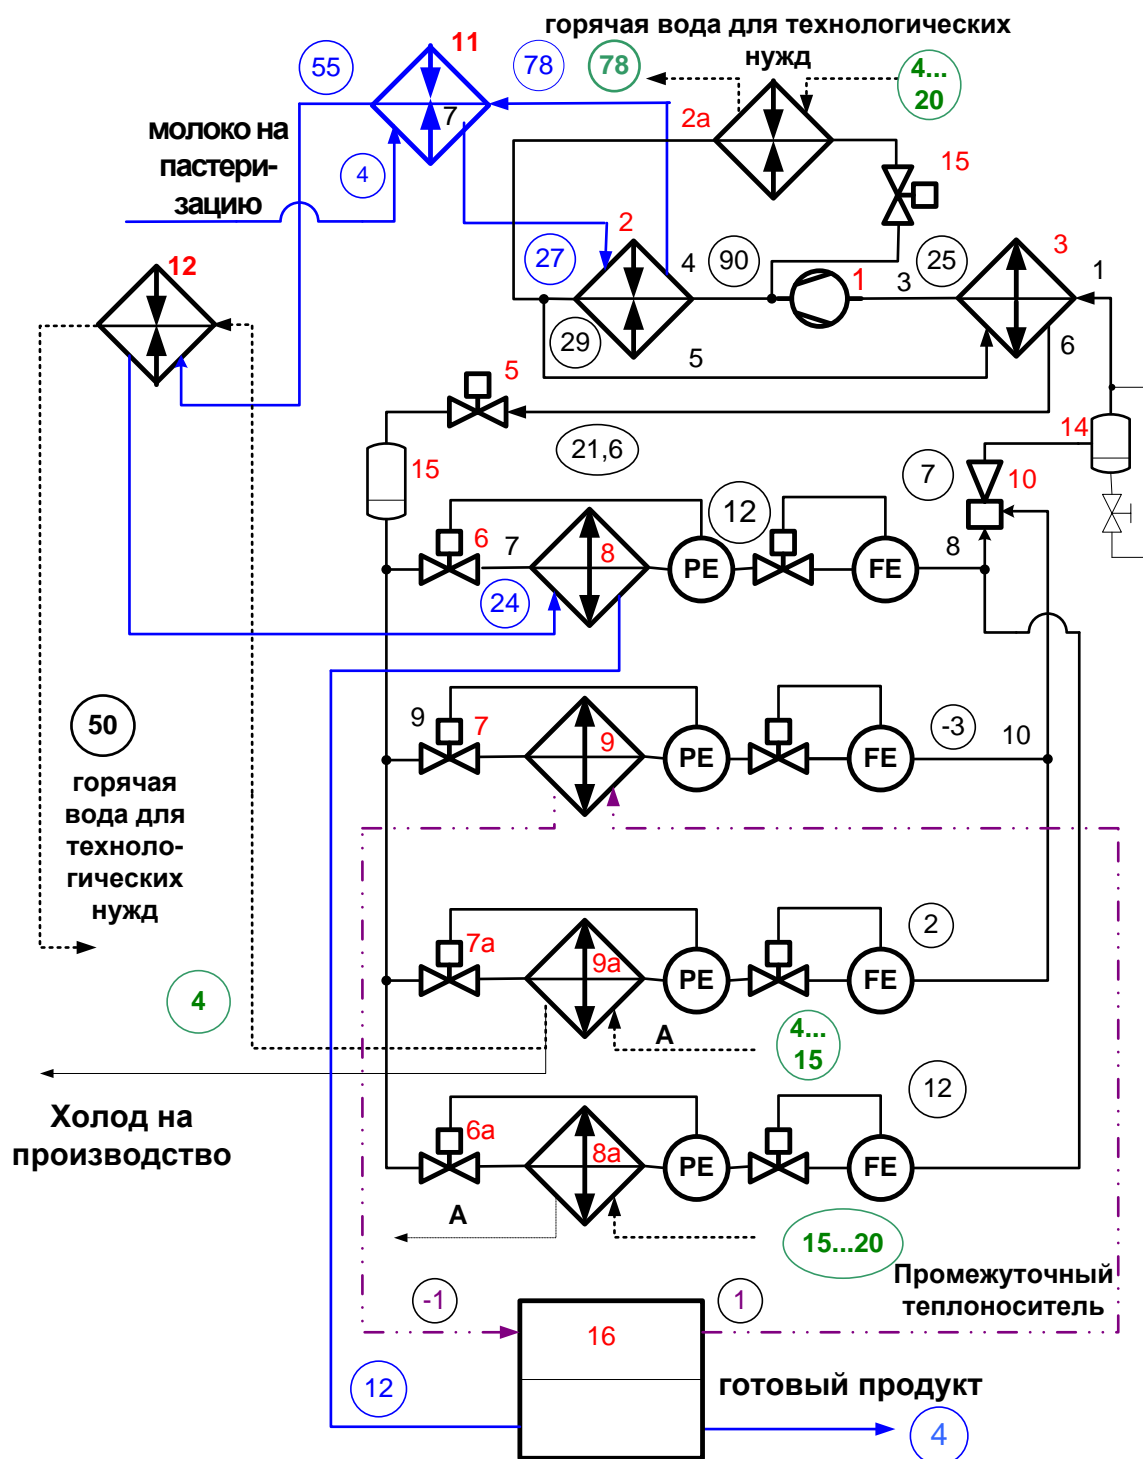 горячая вода для технологических
нужд
11
55
78
78
4...
20
7
2а
молоко на
пастери-
зацию
4
15
12
2
27
4
90
1
3
25
3
1
29
5
6
5
21,6
15
14
7
10
6
7
8
12
8
PE
FE
24
50
9
7
9
PE
FE
-3
10
горячая
вода для
техноло-
гических
нужд
7а
9а
PE
FE
2
4
А
4...
15
Холод на
производство
6а
8а
PE
FE
12
А
15...20
Промежуточный
теплоноситель
-1
1
16
12
готовый продукт
4